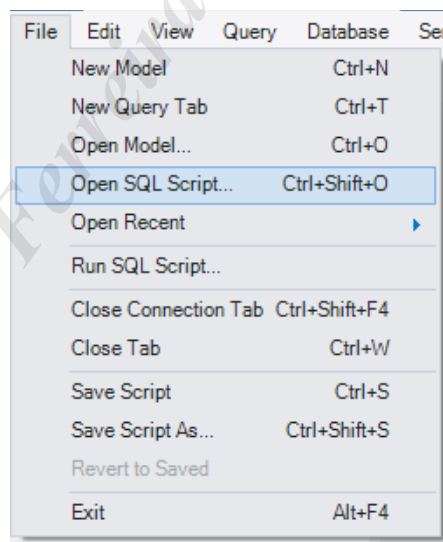 File Edit View Query Database Se
New Model Ctrl+N
New Query Tab Ctrl+T
Open Model... Ctrl+O
Open SQL Script... Ctrl+Shift+O
Open Recent
Run SQL Script...
Close Connection Tab Ctrl+Shift+F4
Close Tab Ctrl+W
Save Script Ctrl+S
Save Script As... Ctrl+Shift+S
Revert to Saved
Exit Alt+F4
Ferreira